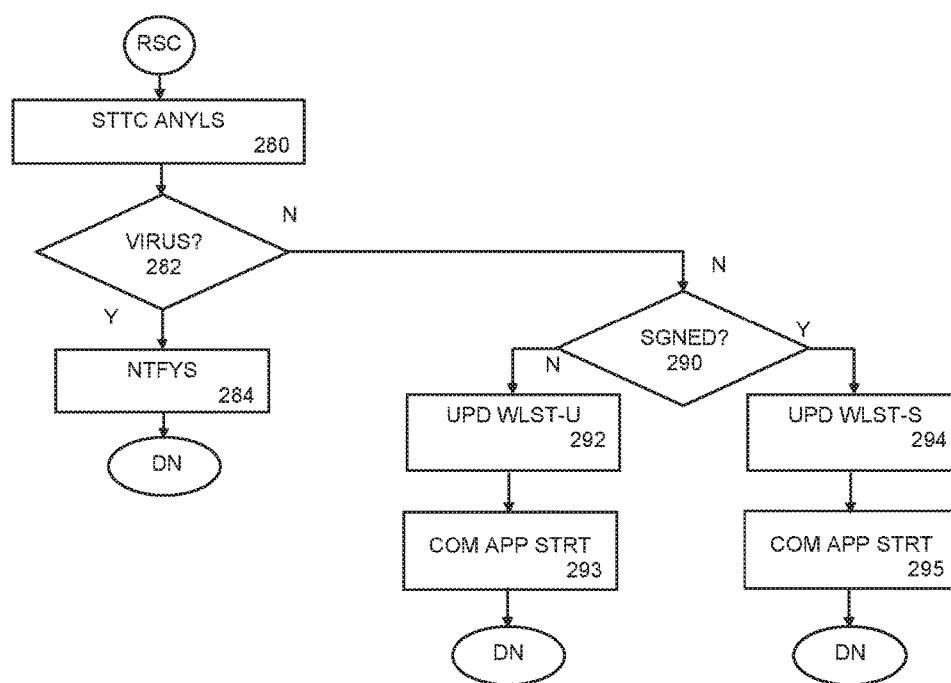 RSC
STTC ANYLS
280
VIRUS?
282
N
Y
NTFYS
284
DN
N
SGNED?
290
N
Y
UPD WLST-U
292
UPD WLST-S
294
COM APP STRT
293
COM APP STRT
295
DN
DN